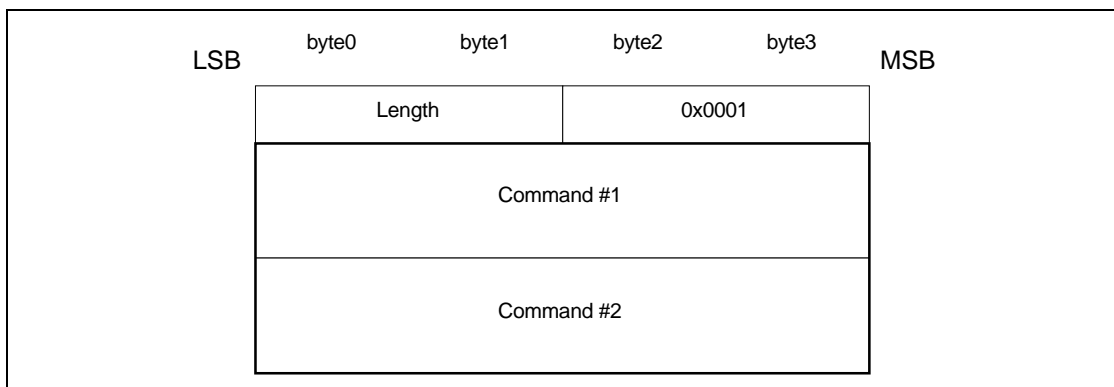 byte0 byte1 byte2 byte3
LSB MSB
Length 0x0001
Command #1
Command #2